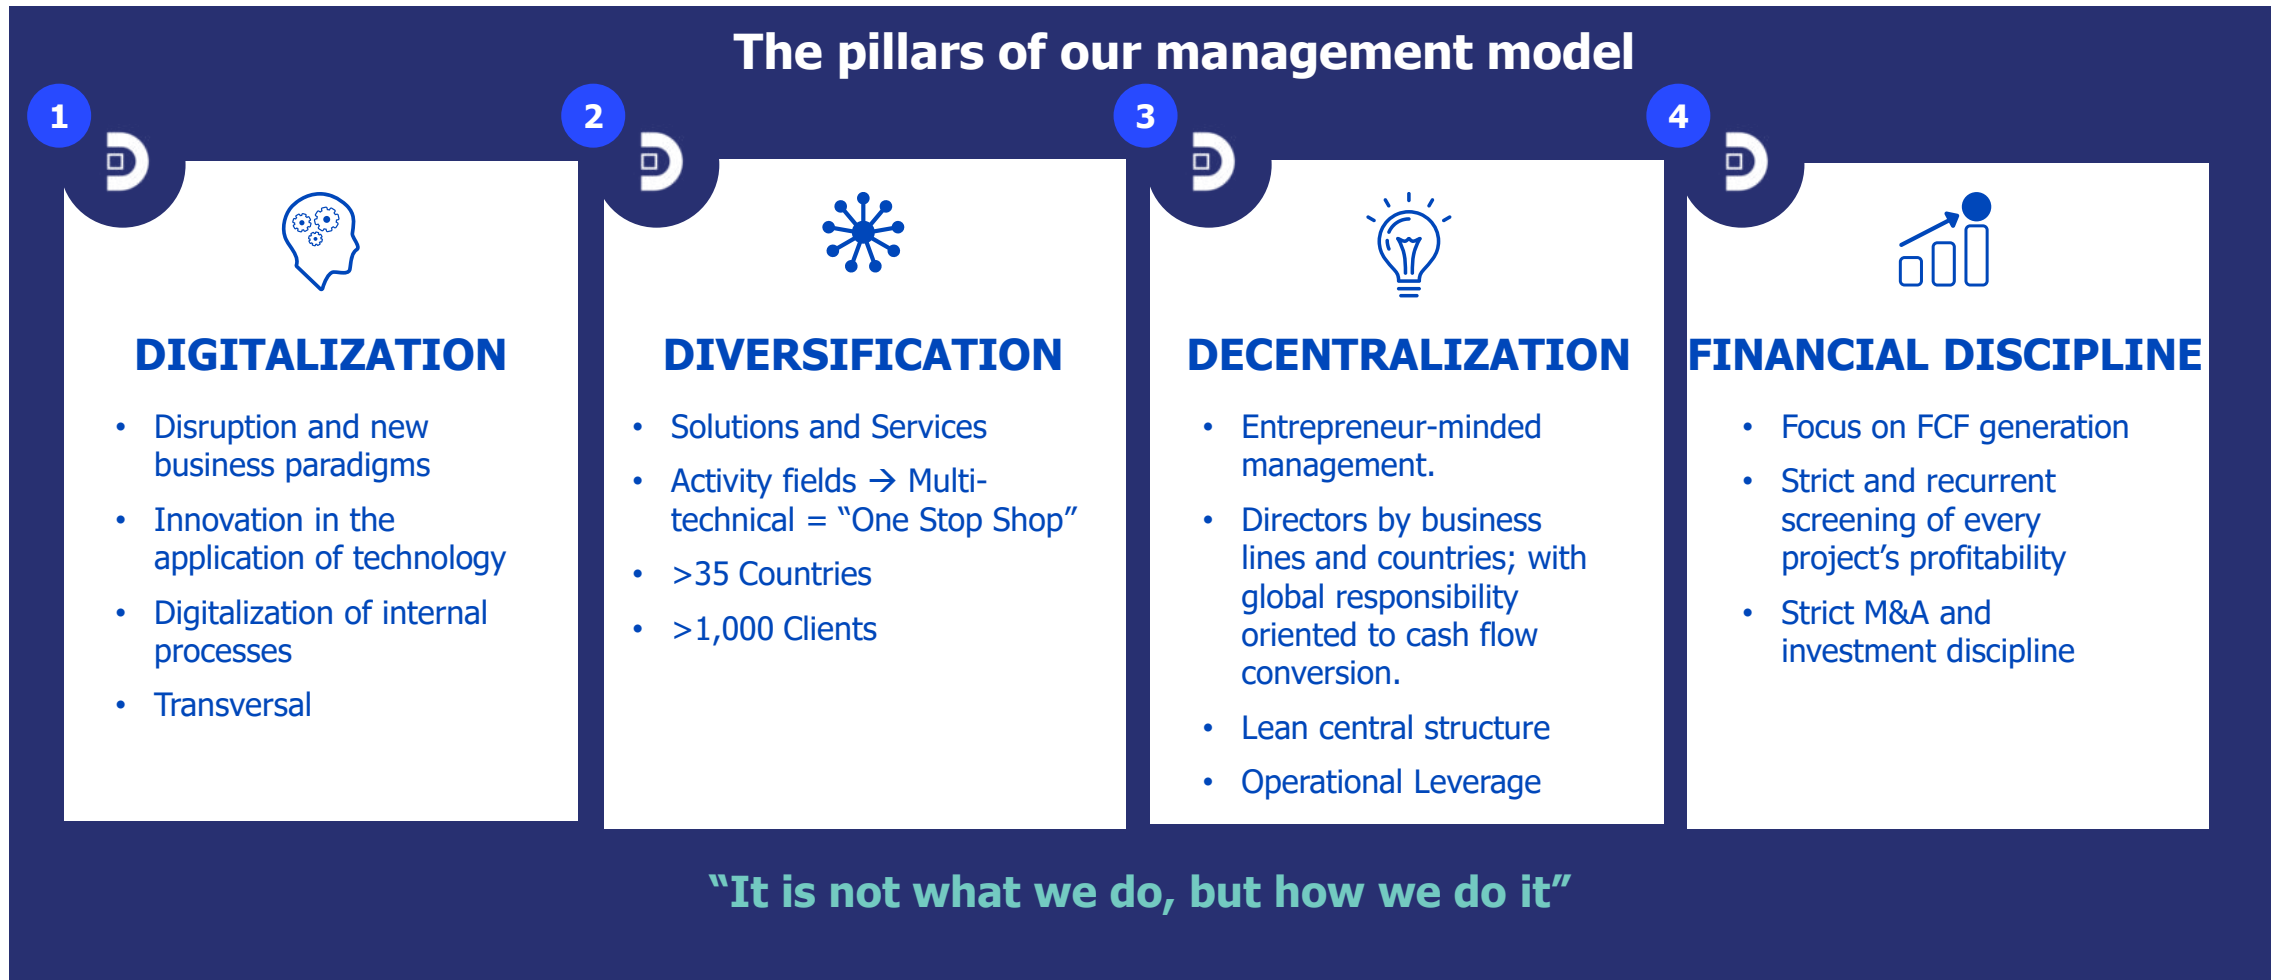 The pillars of our management model
1
DIGITALIZATION
• Disruption and new
business paradigms
• Innovation in the
application of technology
• Digitalization of internal
processes
• Transversal
2
DIVERSIFICATION
• Solutions and Services
• Activity fields → Multi-
technical = “One Stop Shop”
• >35 Countries
• >1,000 Clients
3
DECENTRALIZATION
• Entrepreneur-minded
management.
• Directors by business
lines and countries; with
global responsibility
oriented to cash flow
conversion.
• Lean central structure
• Operational Leverage
4
FINANCIAL DISCIPLINE
• Focus on FCF generation
• Strict and recurrent
screening of every
project’s profitability
• Strict M&A and
investment discipline
“It is not what we do, but how we do it”